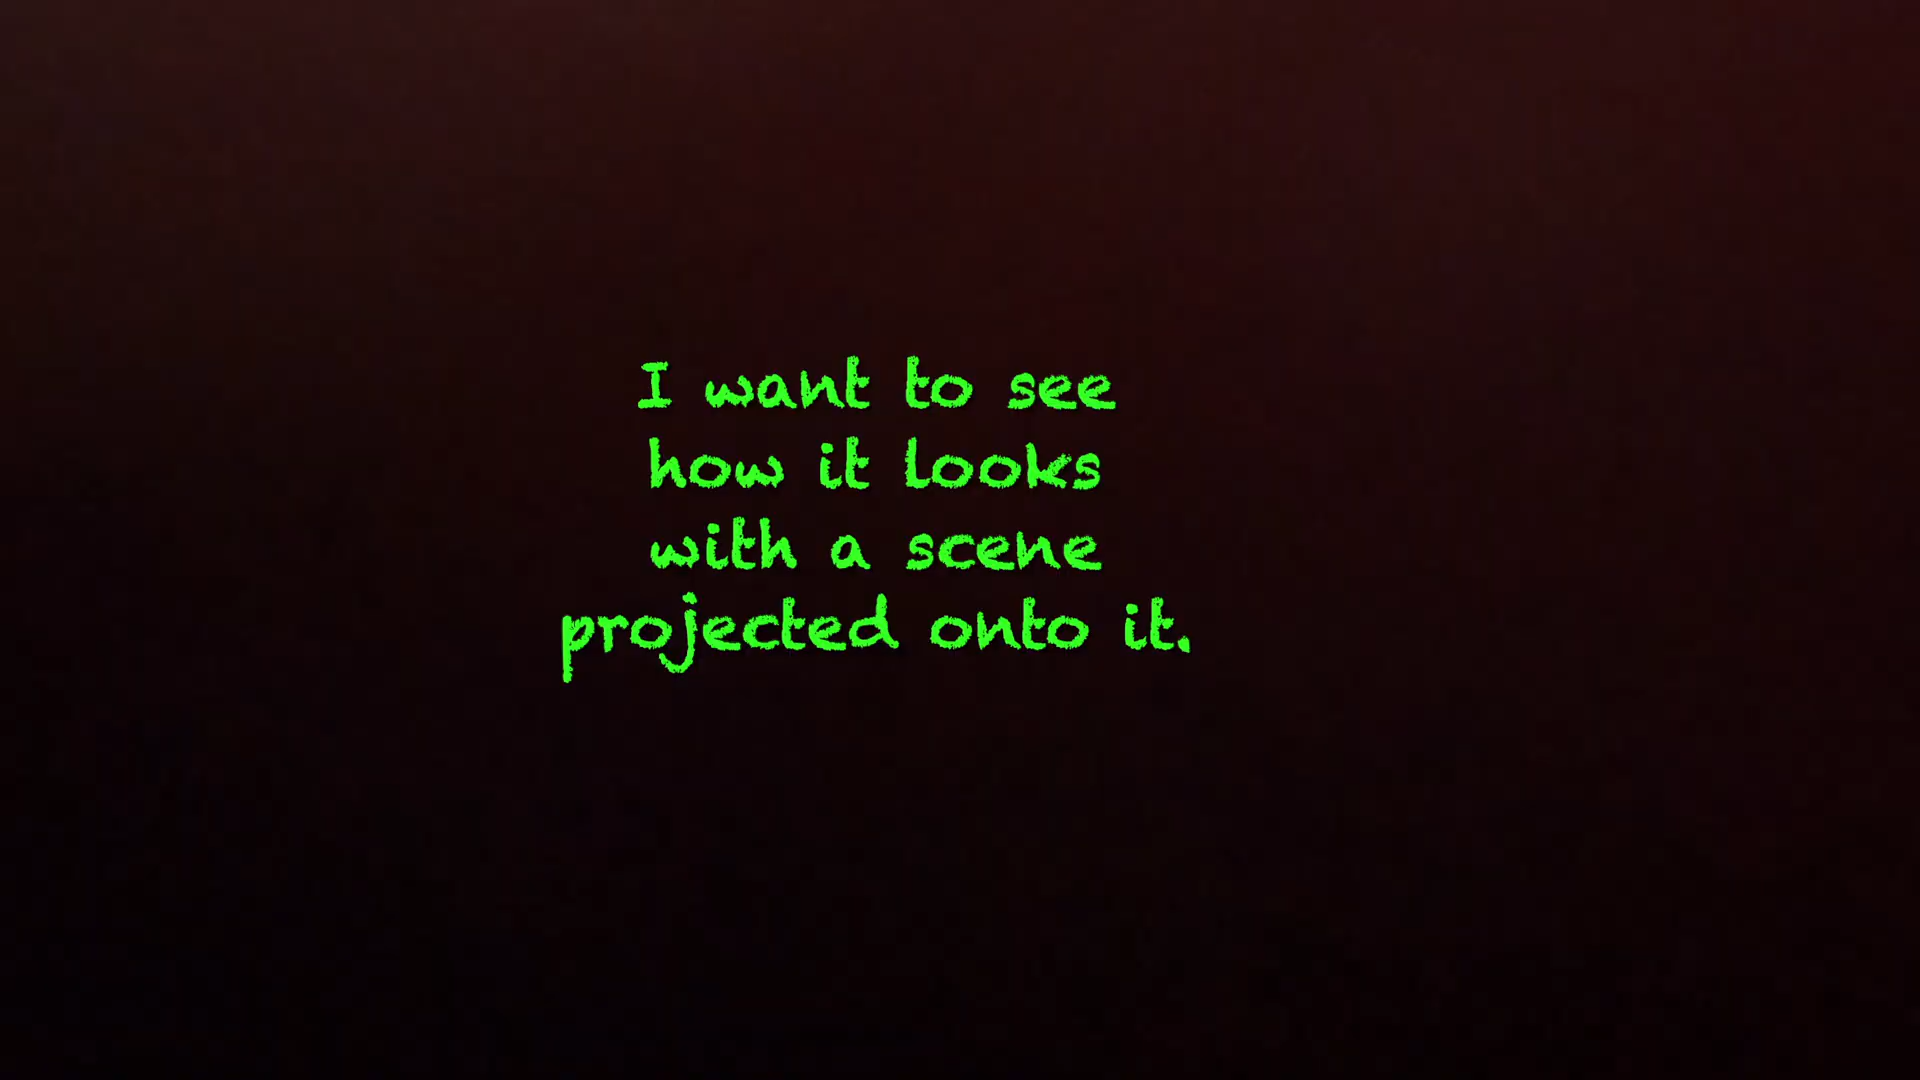 I want to see
how it looks
with a scene
projected onto it.